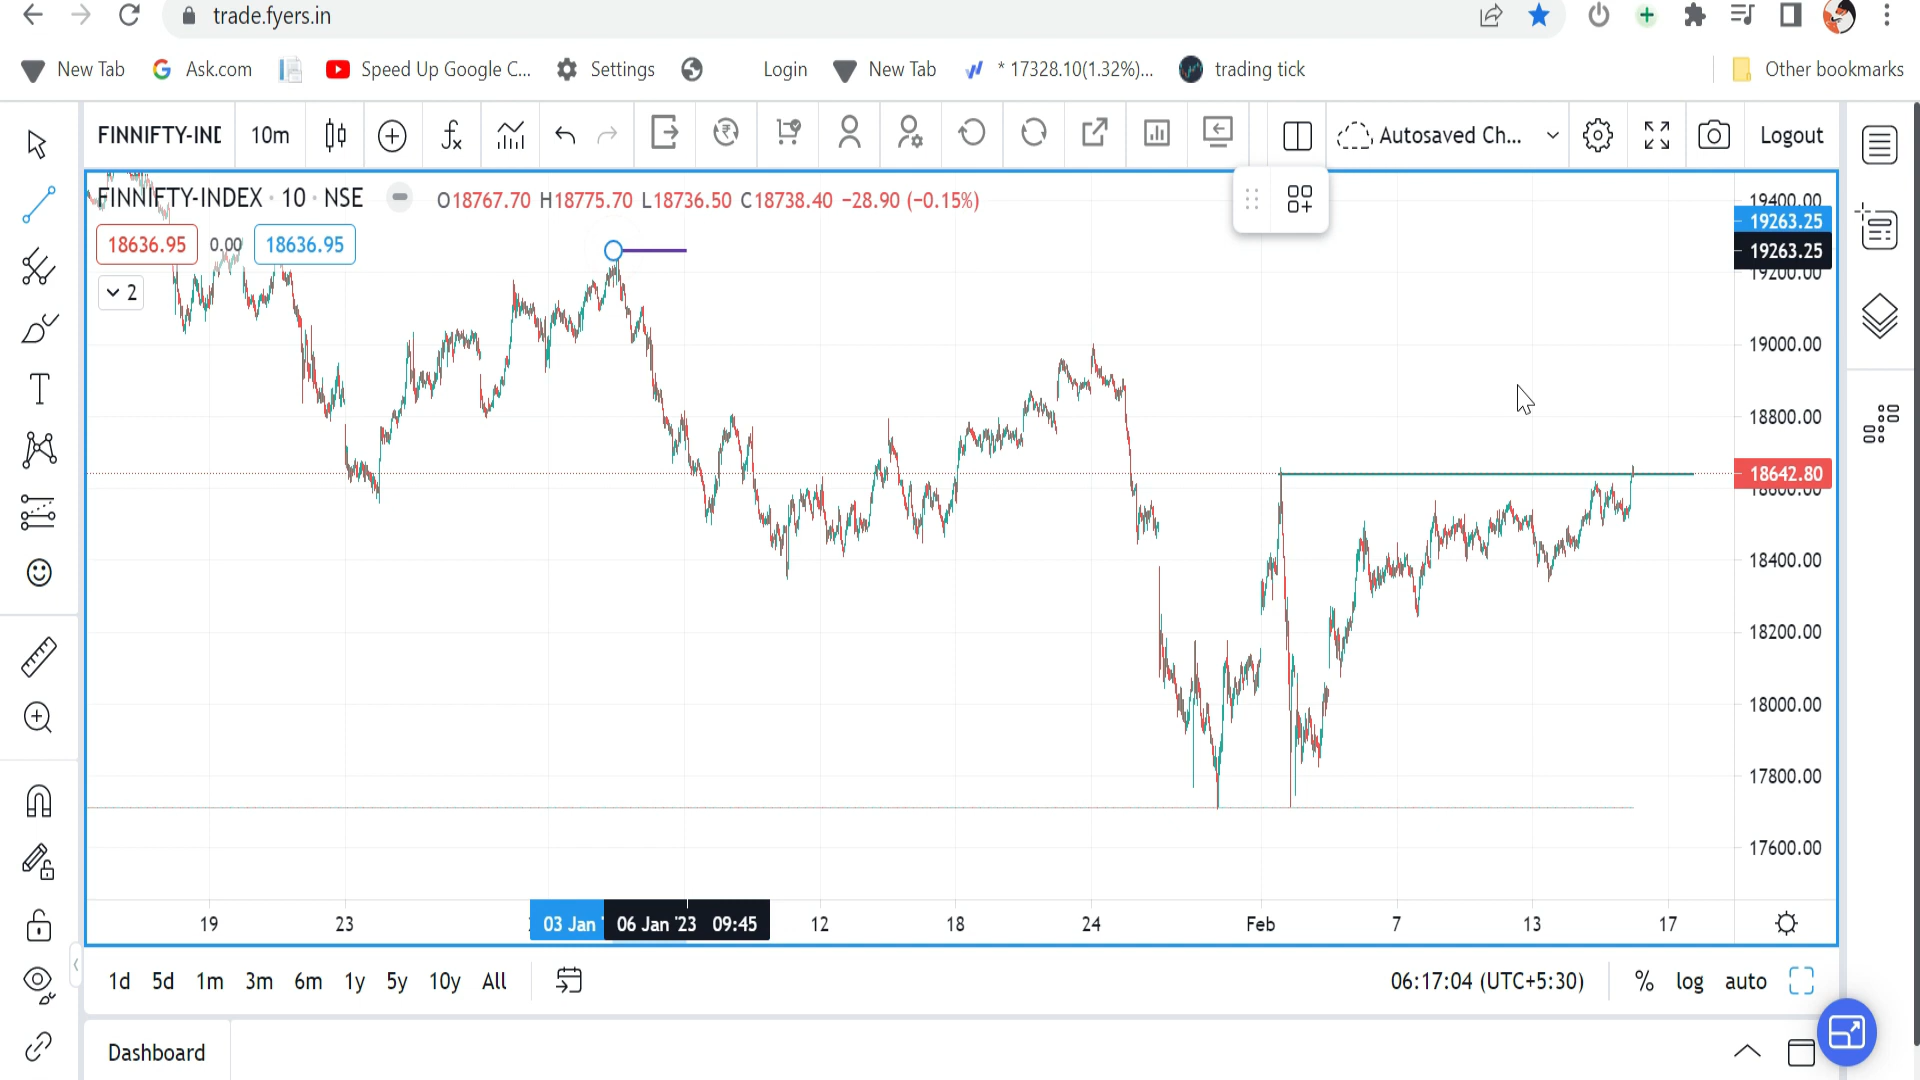 trade.fyers.in
New Tab Ask.com Speed Up Google C... Settings Login New Tab * 17328.10(1.32%)... trading tick Other bookmarks
FINNIFTY-IND 10m Autosaved Ch... Logout
FINNIFTY-INDEX · 10 · NSE O18767.70 H18775.70 L18736.50 C18738.40 −28.90 (−0.15%)
18636.95 0.00 18636.95
2
19400.00
19263.25
19263.25
19200.00
19000.00
18800.00
18642.80
18600.00
18400.00
18200.00
18000.00
17800.00
17600.00
19 23 03 Jan ' 06 Jan '23 09:45 12 18 24 Feb 7 13 17
1d 5d 1m 3m 6m 1y 5y 10y All 06:17:04 (UTC+5:30) % log auto
Dashboard